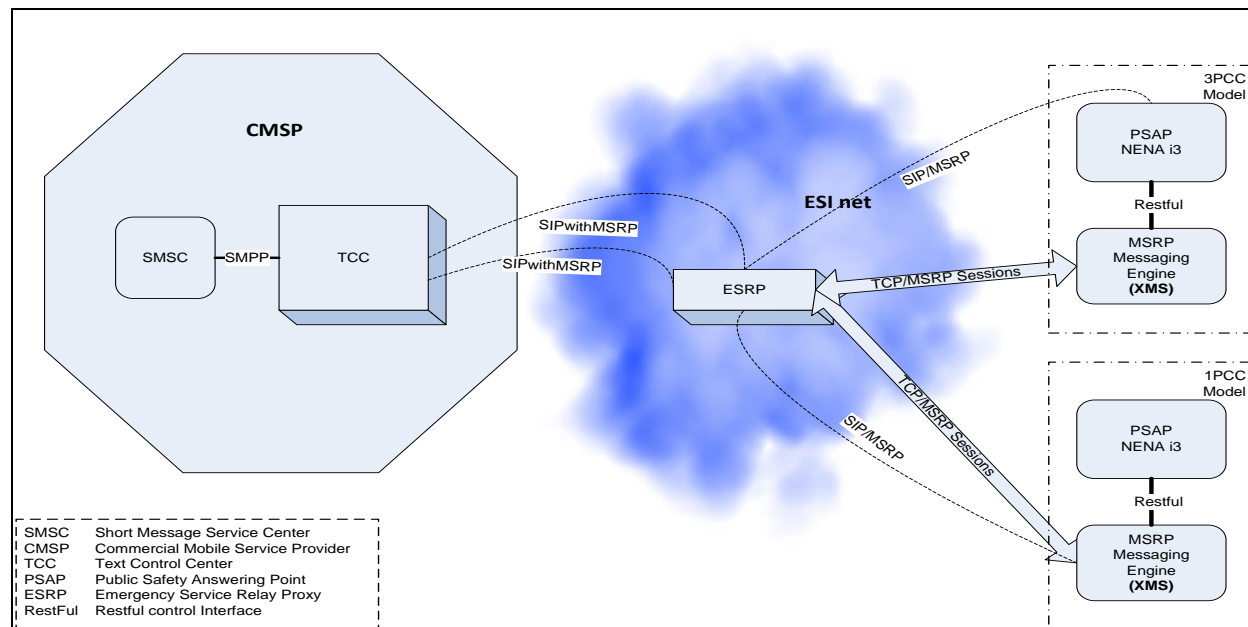 CMSP
SMSC
SMPP
TCC
SIPwithMSRP
SIPwithMSRP
ESI net
ESRP
SIP/MSRP
TCP/MSRP Sessions
TCP/MSRP Sessions
SIP/MSRP
3PCC
Model
PSAP
NENA i3
Restful
MSRP
Messaging
Engine
(XMS)
1PCC
Model
PSAP
NENA i3
Restful
MSRP
Messaging
Engine
(XMS)
SMSC Short Message Service Center
CMSP Commercial Mobile Service Provider
TCC Text Control Center
PSAP Public Safety Answering Point
ESRP Emergency Service Relay Proxy
RestFul Restful control Interface